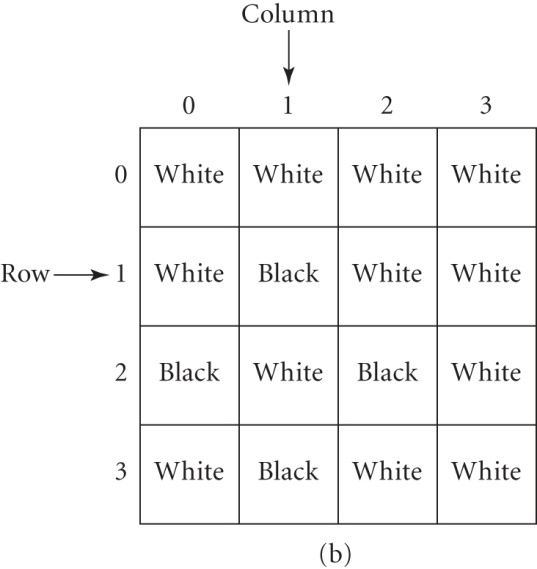 Column
0 1 2 3
0 White White White White
Row 1 White Black White White
2 Black White Black White
3 White Black White White
(b)